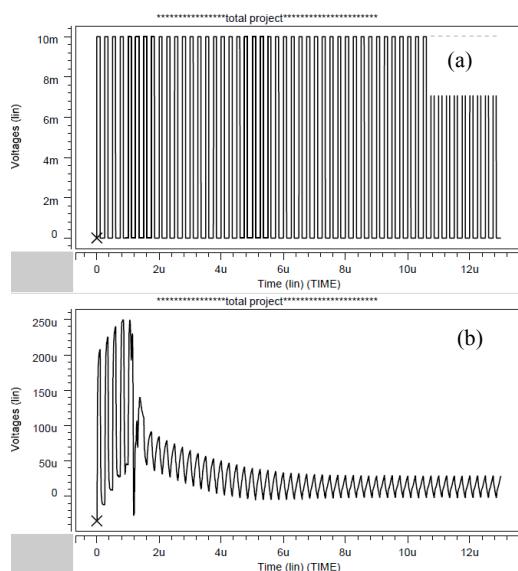 *****************total project************************
(a)
Voltages (lin)
10m
8m
6m
4m
2m
0
0 2u 4u 6u 8u 10u 12u
Time (lin) (TIME)
*****************total project************************
(b)
Voltages (lin)
250u
200u
150u
100u
50u
0
0 2u 4u 6u 8u 10u 12u
Time (lin) (TIME)